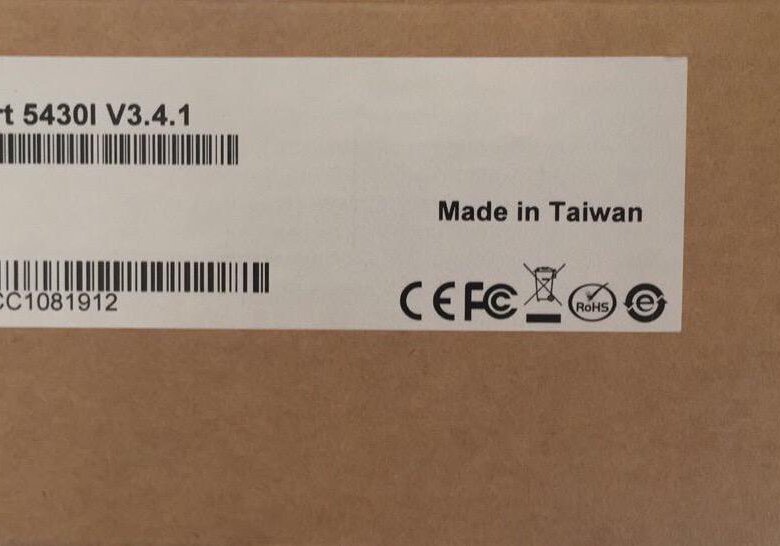 rt 5430I V3.4.1
Made in Taiwan
CC1081912
CE FC RoHS e